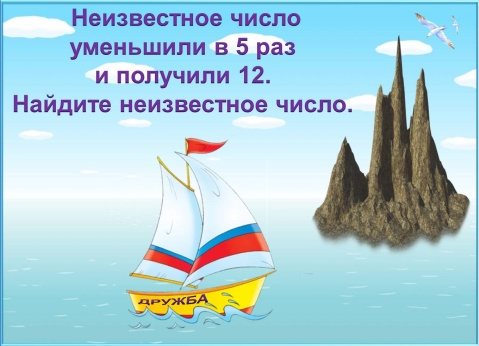 Неизвестное число
уменьшили в 5 раз
и получили 12.
Найдите неизвестное число.
ДРУЖБА